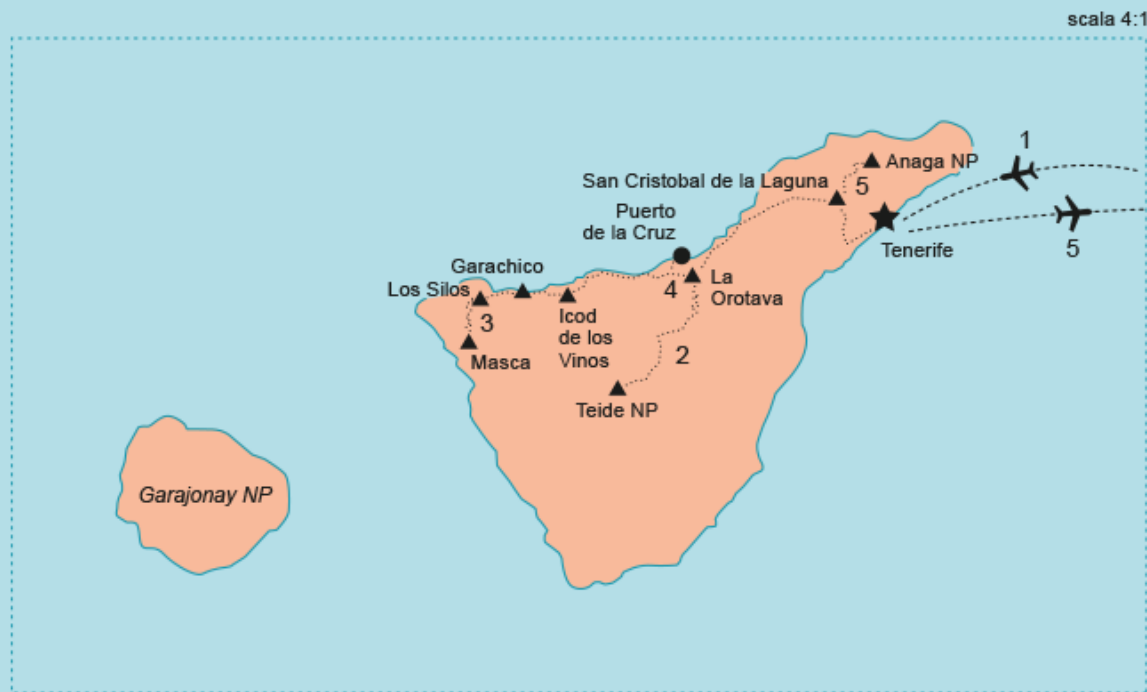 scala 4:1
1
Anaga NP
San Cristobal de la Laguna
5
Puerto
de la Cruz
Tenerife
5
Garachico
La
Orotava
4
Los Silos
Icod
de los
Vinos
3
2
Masca
Teide NP
Garajonay NP